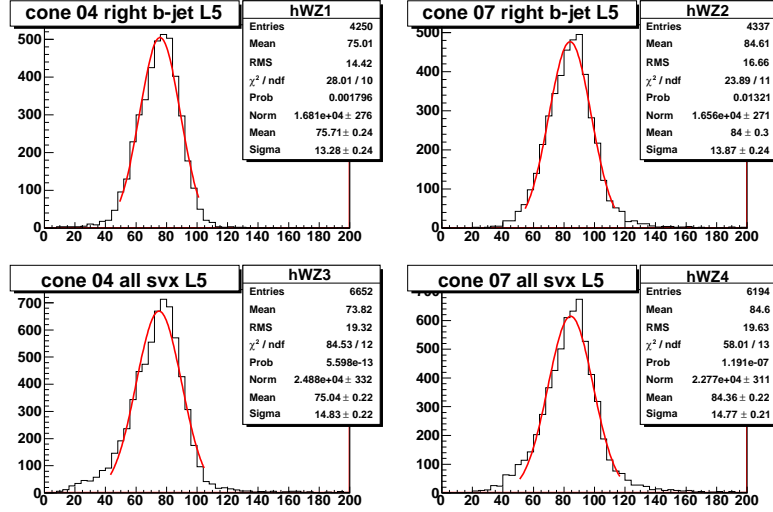 cone 04 right b-jet L5
hWZ1
Entries 4250
Mean 75.01
RMS 14.42
χ² / ndf 28.01 / 10
Prob 0.001796
Norm 1.681e+04 ± 276
Mean 75.71 ± 0.24
Sigma 13.28 ± 0.24
500
400
300
200
100
0
0 20 40 60 80 100 120 140 160 180 200
cone 07 right b-jet L5
hWZ2
Entries 4337
Mean 84.61
RMS 16.66
χ² / ndf 23.89 / 11
Prob 0.01321
Norm 1.656e+04 ± 271
Mean 84 ± 0.3
Sigma 13.87 ± 0.24
500
400
300
200
100
0
0 20 40 60 80 100 120 140 160 180 200
cone 04 all svx L5
hWZ3
Entries 6652
Mean 73.82
RMS 19.32
χ² / ndf 84.53 / 12
Prob 5.598e-13
Norm 2.488e+04 ± 332
Mean 75.04 ± 0.22
Sigma 14.83 ± 0.22
700
600
500
400
300
200
100
0
0 20 40 60 80 100 120 140 160 180 200
cone 07 all svx L5
hWZ4
Entries 6194
Mean 84.6
RMS 19.63
χ² / ndf 58.01 / 13
Prob 1.191e-07
Norm 2.277e+04 ± 311
Mean 84.36 ± 0.22
Sigma 14.77 ± 0.21
600
500
400
300
200
100
0
0 20 40 60 80 100 120 140 160 180 200